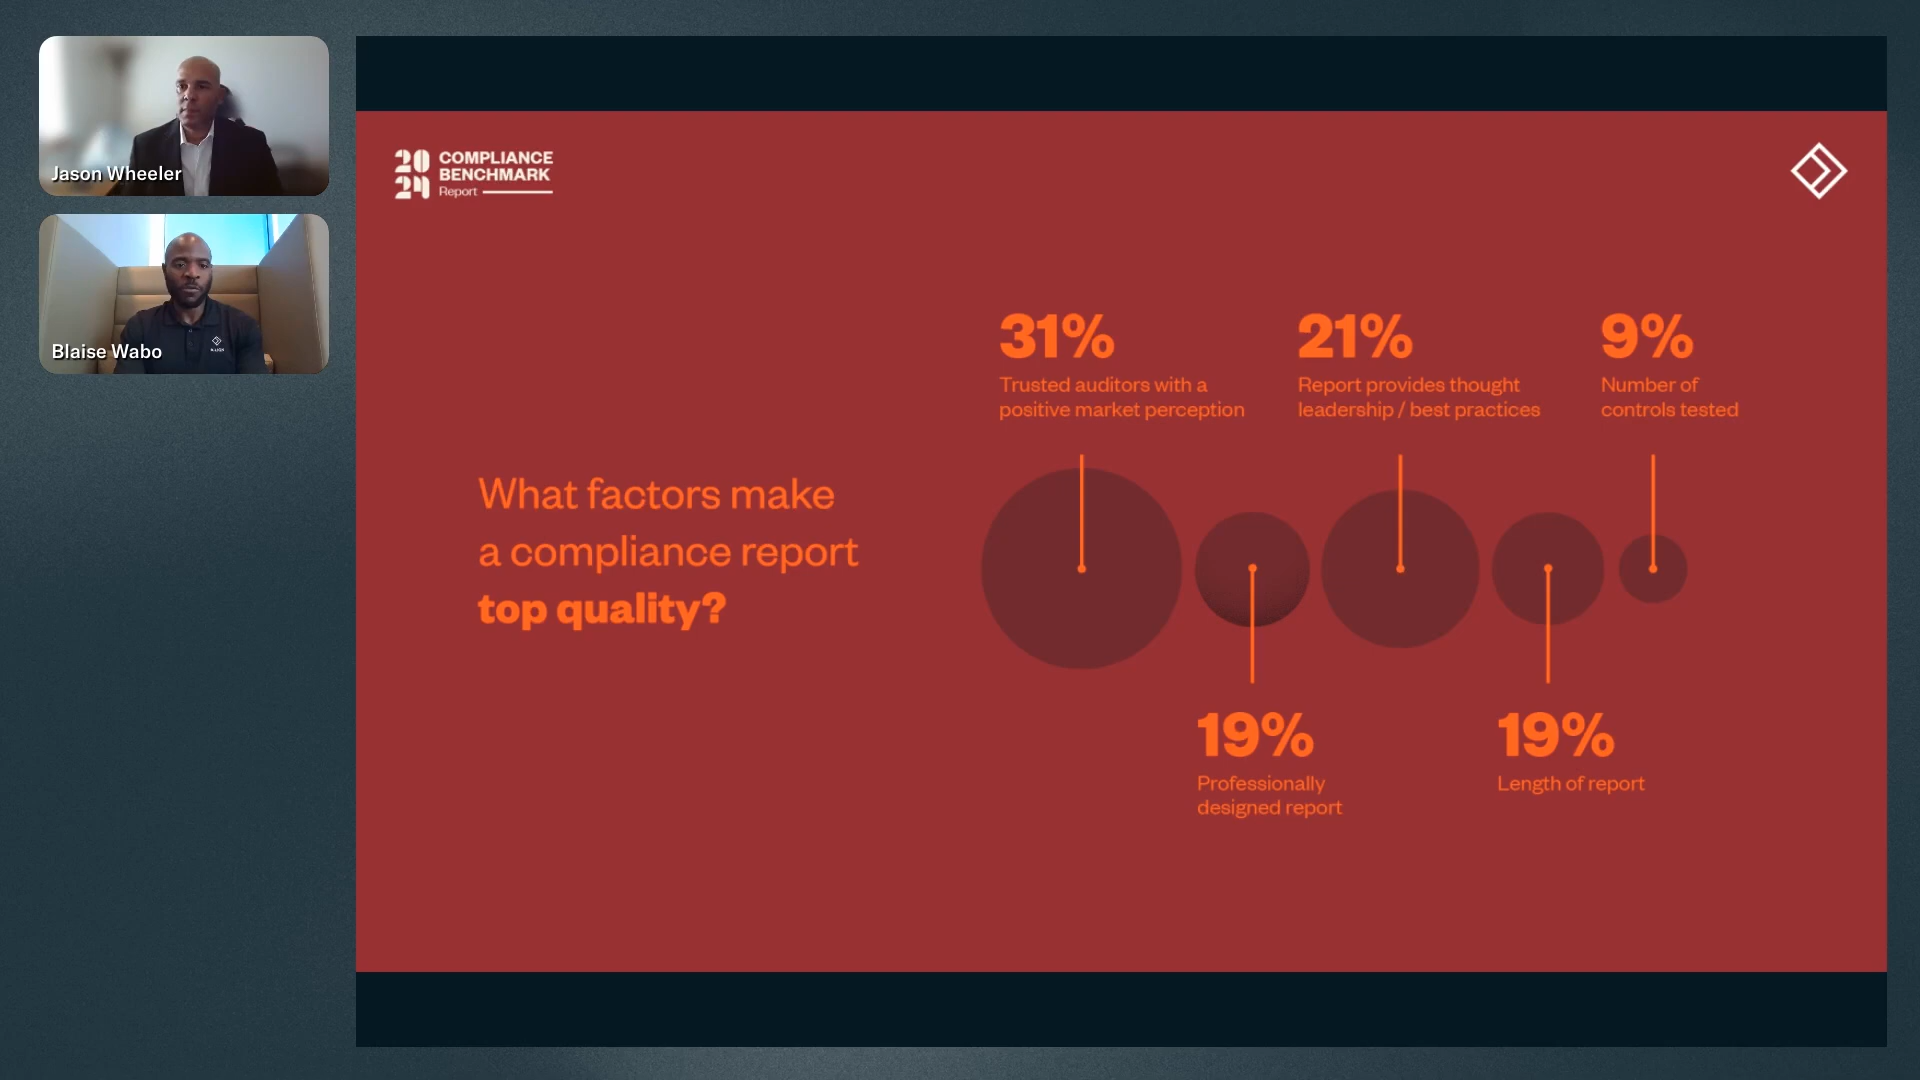 Jason Wheeler
Blaise Wabo
20
24
COMPLIANCE
BENCHMARK
Report
What factors make
a compliance report
top quality?
31%
Trusted auditors with a
positive market perception
21%
Report provides thought
leadership / best practices
9%
Number of
controls tested
19%
Professionally
designed report
19%
Length of report